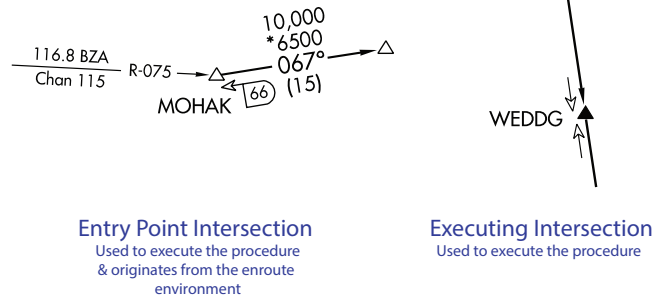 10,000
*6500
067°
(15)
116.8 BZA
Chan 115
R-075
MOHAK
66
WEDDG
Entry Point Intersection
Used to execute the procedure
& originates from the enroute
environment
Executing Intersection
Used to execute the procedure